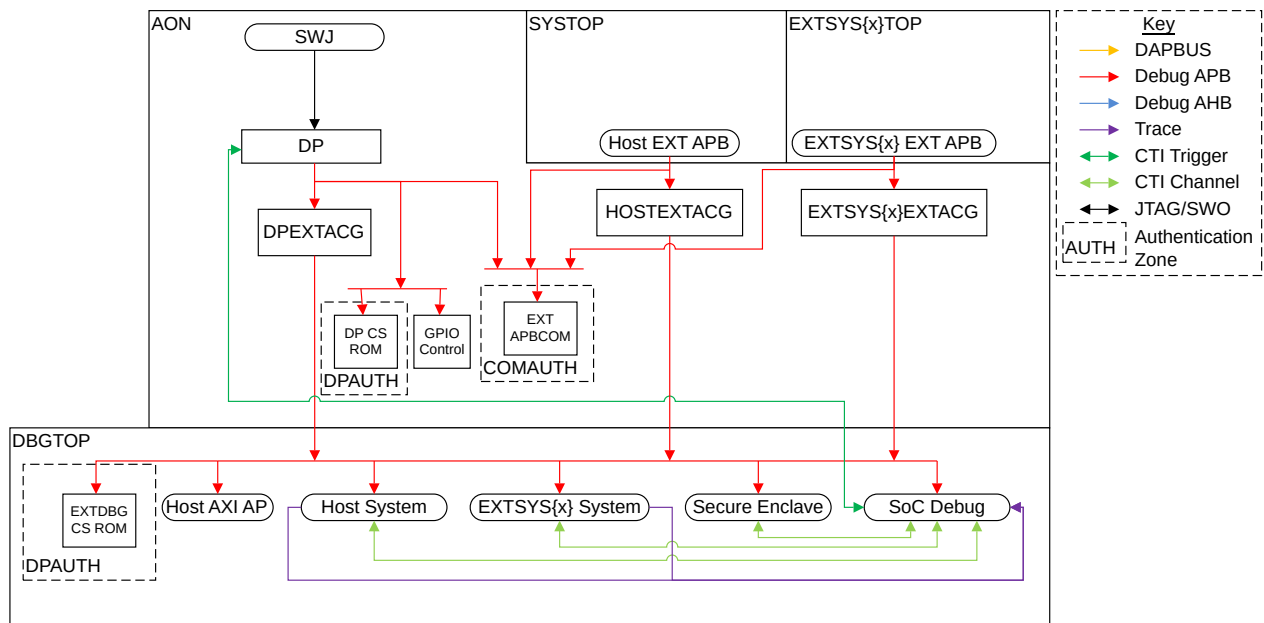 AON
SWJ
DP
DPEXTACG
DP CS
ROM
DPAUTH
GPIO
Control
EXT
APBCOM
COMAUTH
SYSTOP
Host EXT APB
HOSTEXTACG
EXTSYS{x}TOP
EXTSYS{x} EXT APB
EXTSYS{x}EXTACG
DBGTOP
EXTDBG
CS ROM
DPAUTH
Host AXI AP
Host System
EXTSYS{x} System
Secure Enclave
SoC Debug
Key
DAPBUS
Debug APB
Debug AHB
Trace
CTI Trigger
CTI Channel
JTAG/SWO
AUTH
Authentication
Zone